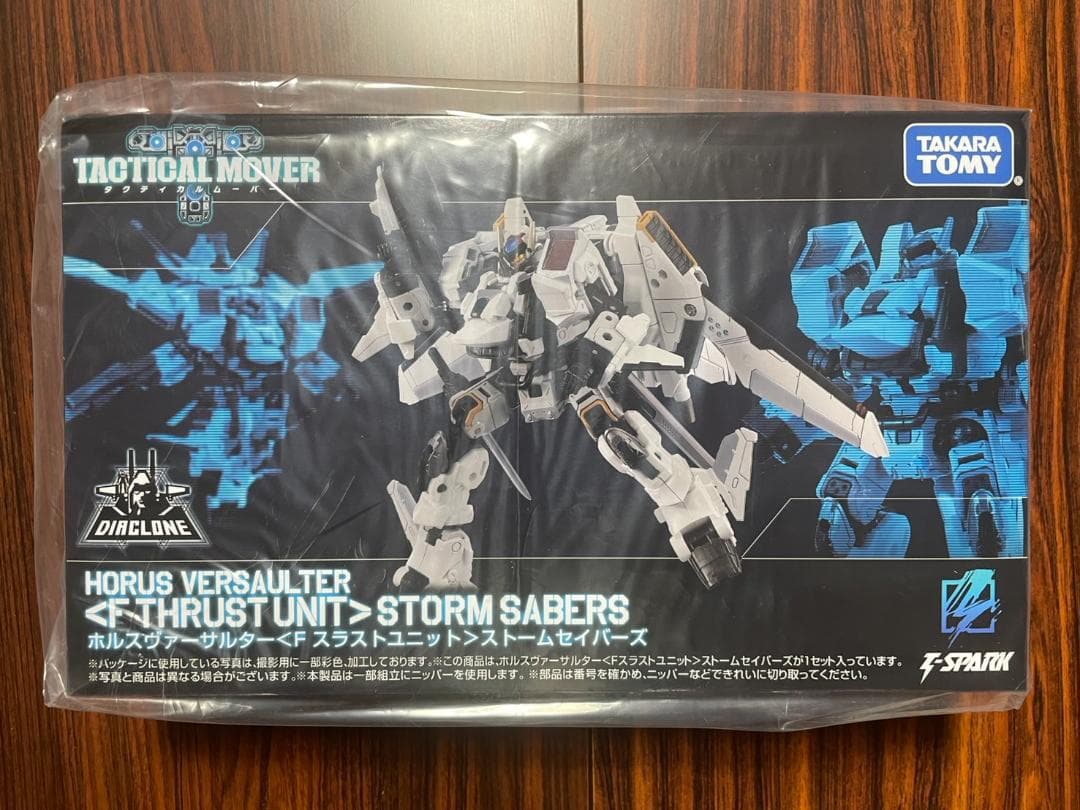 TACTICAL MOVER
タクティカルムーバー
TAKARA
TOMY
DIACLONE
HORUS VERSAULTER
<F THRUST UNIT> STORM SABERS
ホルスヴァーサルター<F スラストユニット>ストームセイバーズ
※パッケージに使用している写真は、撮影用に一部彩色、加工しております。※この商品は、ホルスヴァーサルター<Fスラストユニット>ストームセイバーズが1セット入っています。
※写真と商品は異なる場合がございます。※本製品は一部組立にニッパーを使用します。 ※部品は番号を確かめ、ニッパーなどできれいに切り取ってください。
T-SPARK